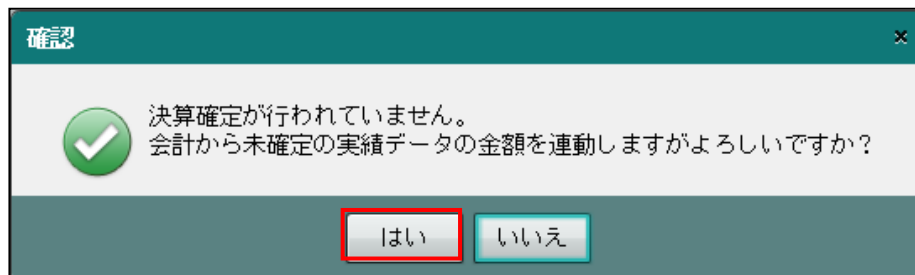 確認
×
決算確定が行われていません。
会計から未確定の実績データの金額を連動しますがよろしいですか？
はい
いいえ